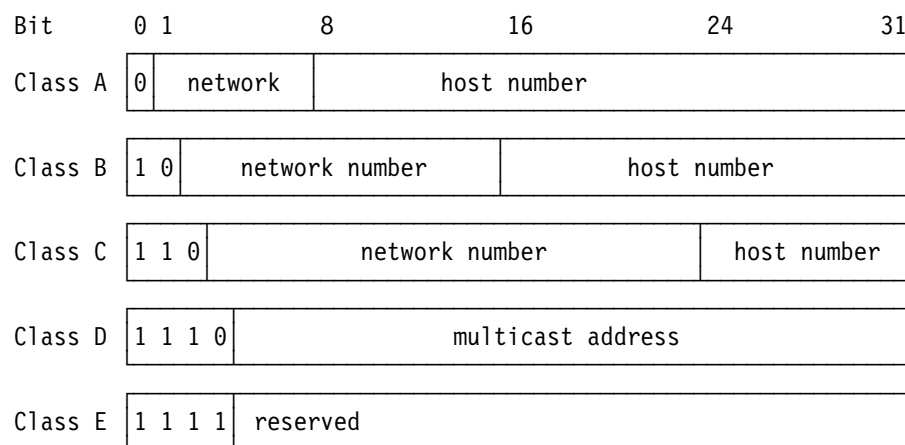 Bit 0 1 8 16 24 31
Class A 0 network host number
Class B 1 0 network number host number
Class C 1 1 0 network number host number
Class D 1 1 1 0 multicast address
Class E 1 1 1 1 reserved